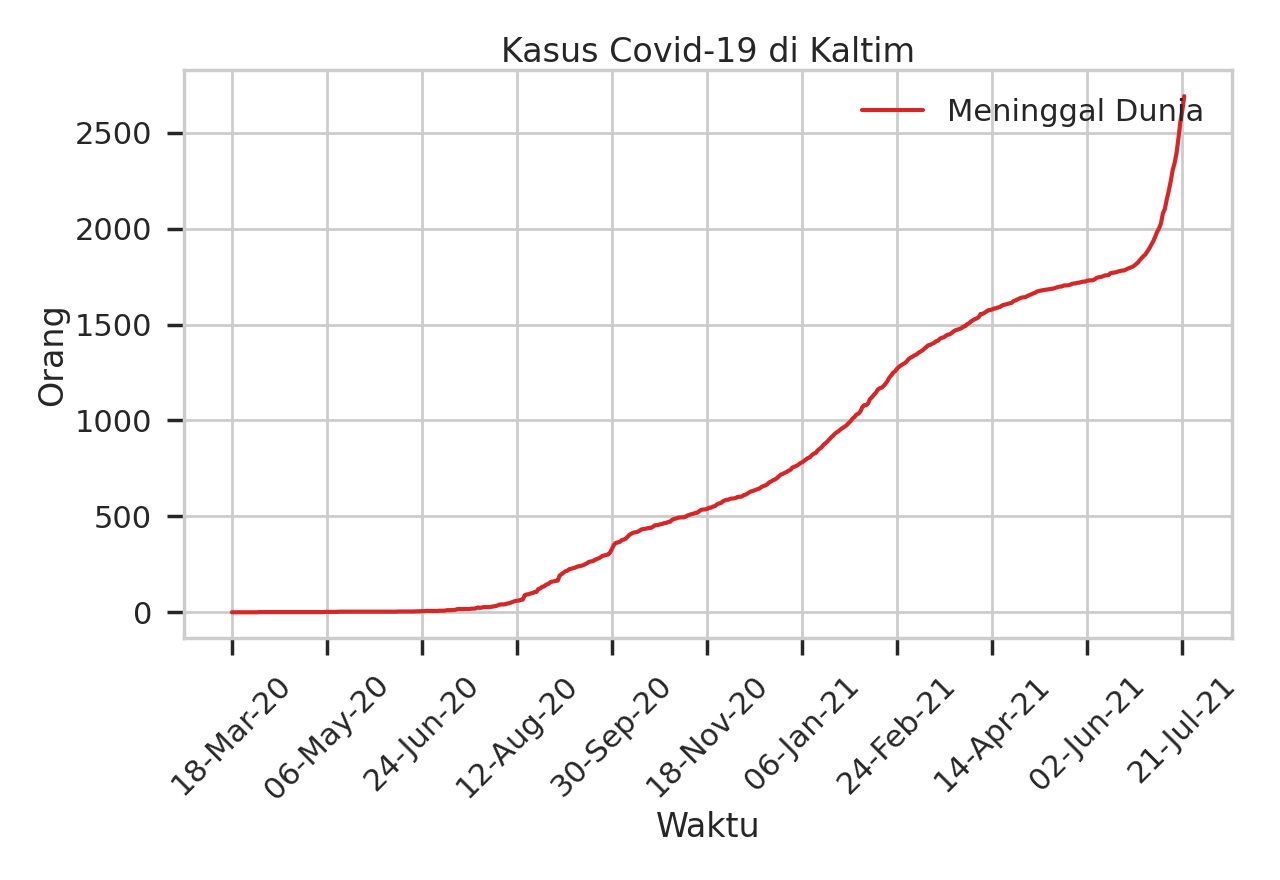 Kasus Covid-19 di Kaltim
Meninggal Dunia
Orang
2500
2000
1500
1000
500
0
18-Mar-20
06-May-20
24-Jun-20
12-Aug-20
30-Sep-20
18-Nov-20
06-Jan-21
24-Feb-21
14-Apr-21
02-Jun-21
21-Jul-21
Waktu